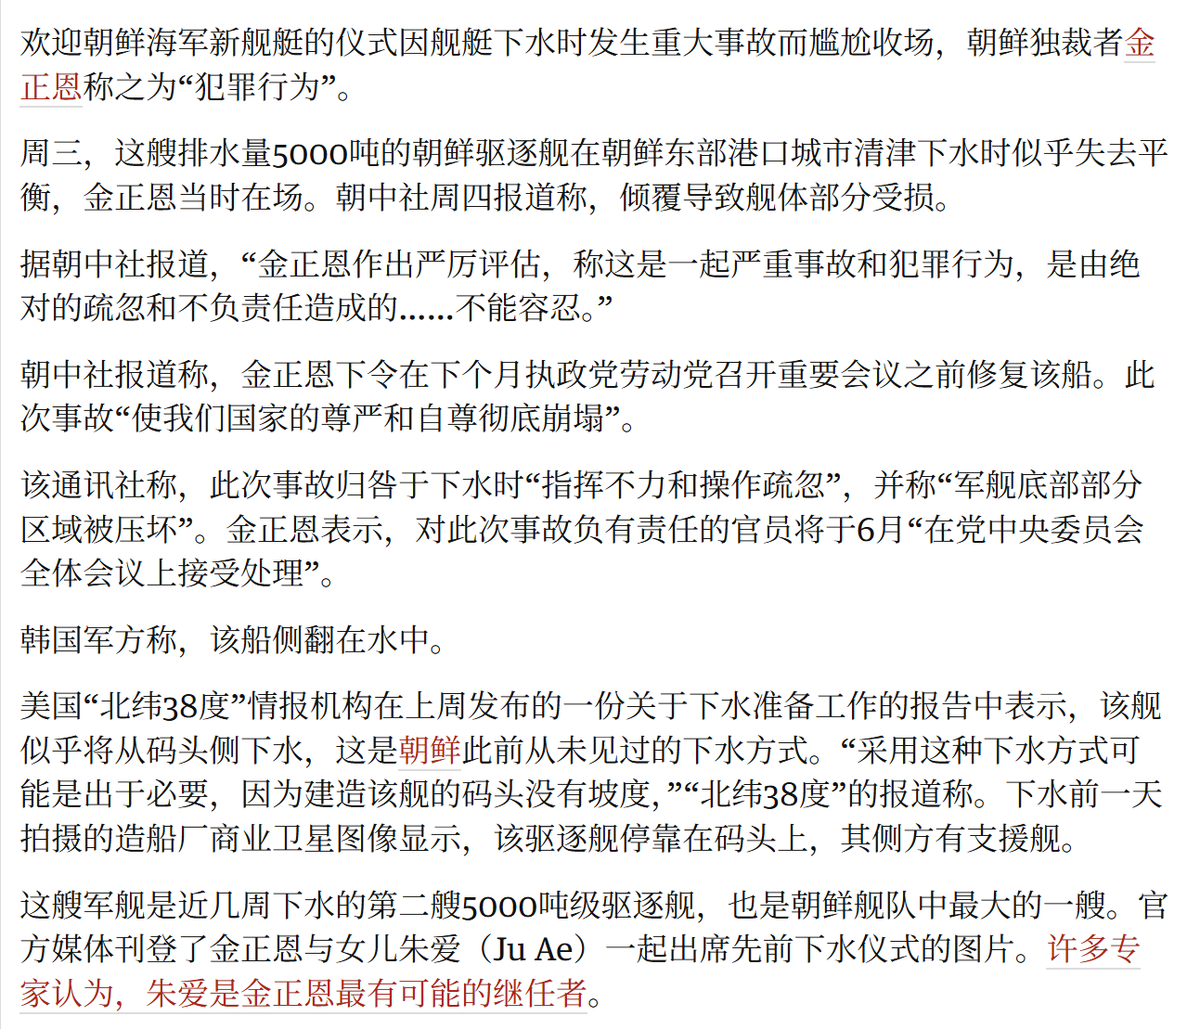 欢迎朝鲜海军新舰艇的仪式因舰艇下水时发生重大事故而尴尬收场，朝鲜独裁者金
正恩称之为“犯罪行为”。
周三，这艘排水量5000吨的朝鲜驱逐舰在朝鲜东部港口城市清津下水时似乎失去平
衡，金正恩当时在场。朝中社周四报道称，倾覆导致舰体部分受损。
据朝中社报道，“金正恩作出严厉评估，称这是一起严重事故和犯罪行为，是由绝
对的疏忽和不负责任造成的……不能容忍。”
朝中社报道称，金正恩下令在下个月执政党劳动党召开重要会议之前修复该船。此
次事故“使我们国家的尊严和自尊彻底崩塌”。
该通讯社称，此次事故归咎于下水时“指挥不力和操作疏忽”，并称“军舰底部部分
区域被压坏”。金正恩表示，对此次事故负有责任的官员将于6月“在党中央委员会
全体会议上接受处理”。
韩国军方称，该船侧翻在水中。
美国“北纬38度”情报机构在上周发布的一份关于下水准备工作的报告中表示，该舰
似乎将从码头侧下水，这是朝鲜此前从未见过的下水方式。“采用这种下水方式可
能是出于必要，因为建造该舰的码头没有坡度，”“北纬38度”的报道称。下水前一天
拍摄的造船厂商业卫星图像显示，该驱逐舰停靠在码头上，其侧方有支援舰。
这艘军舰是近几周下水的第二艘5000吨级驱逐舰，也是朝鲜舰队中最大的一艘。官
方媒体刊登了金正恩与女儿朱爱（Ju Ae）一起出席先前下水仪式的图片。许多专
家认为，朱爱是金正恩最有可能的继任者。